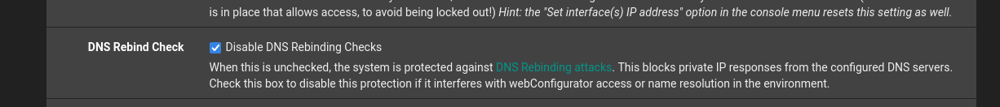 is in place that allows access, to avoid being locked out!) Hint: the "Set interface(s) IP address" option in the console menu resets this setting as well.
DNS Rebind Check
Disable DNS Rebinding Checks
When this is unchecked, the system is protected against DNS Rebinding attacks. This blocks private IP responses from the configured DNS servers.
Check this box to disable this protection if it interferes with webConfigurator access or name resolution in the environment.